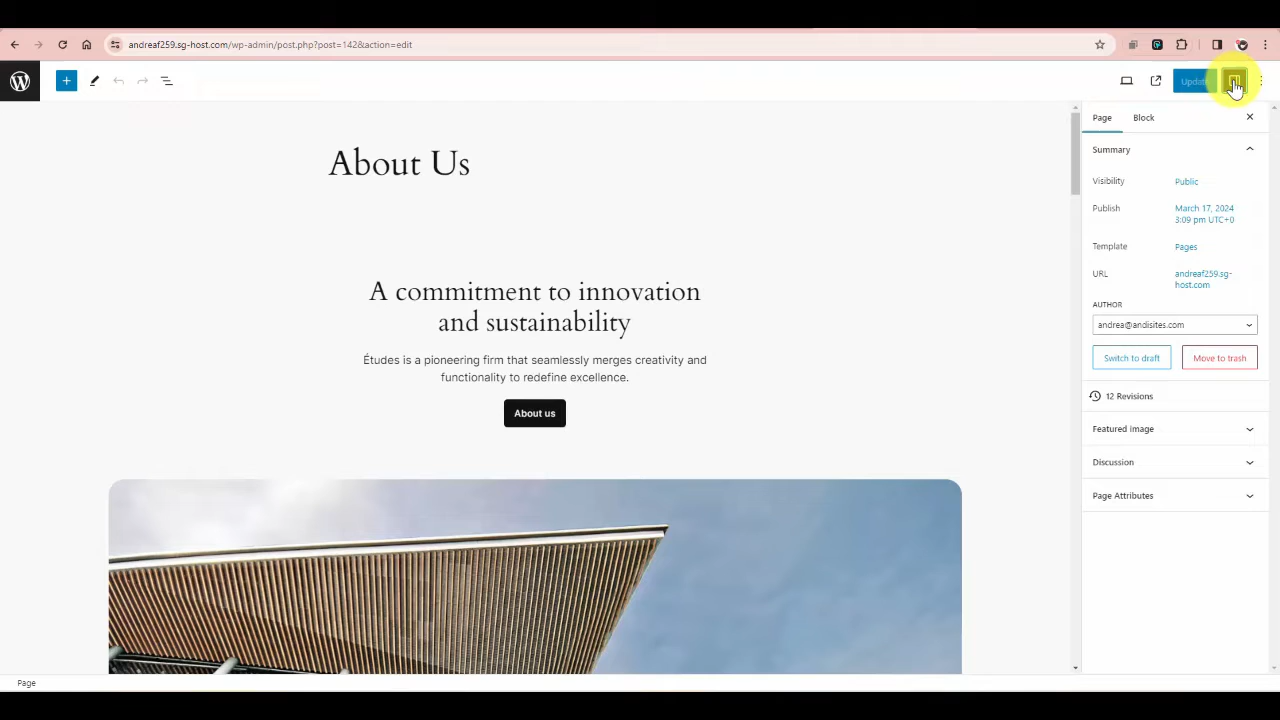 andreaf259.sg-host.com/wp-admin/post.php?post=142&action=edit
Update
Page
Block
Summary
Visibility
Public
Publish
March 17, 2024
3:09 pm UTC+0
Template
Pages
URL
andreaf259.sg-
host.com
AUTHOR
andrea@andisites.com
Switch to draft
Move to trash
12 Revisions
Featured image
Discussion
Page Attributes
About Us
A commitment to innovation
and sustainability
Études is a pioneering firm that seamlessly merges creativity and
functionality to redefine excellence.
About us
Page